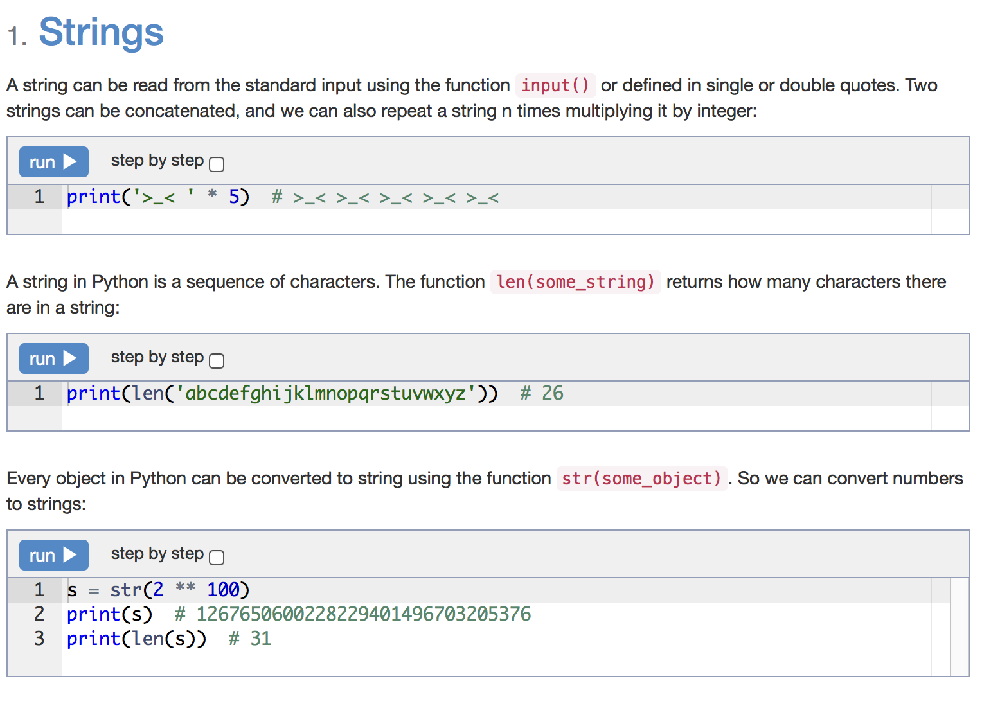 1. Strings
A string can be read from the standard input using the function input() or defined in single or double quotes. Two
strings can be concatenated, and we can also repeat a string n times multiplying it by integer:
run step by step
1 print('>_< ' * 5)  # >_< >_< >_< >_< >_<
A string in Python is a sequence of characters. The function len(some_string) returns how many characters there
are in a string:
run step by step
1 print(len('abcdefghijklmnopqrstuvwxyz'))  # 26
Every object in Python can be converted to string using the function str(some_object). So we can convert numbers
to strings:
run step by step
1 s = str(2 ** 100)
2 print(s)  # 1267650600228229401496703205376
3 print(len(s))  # 31